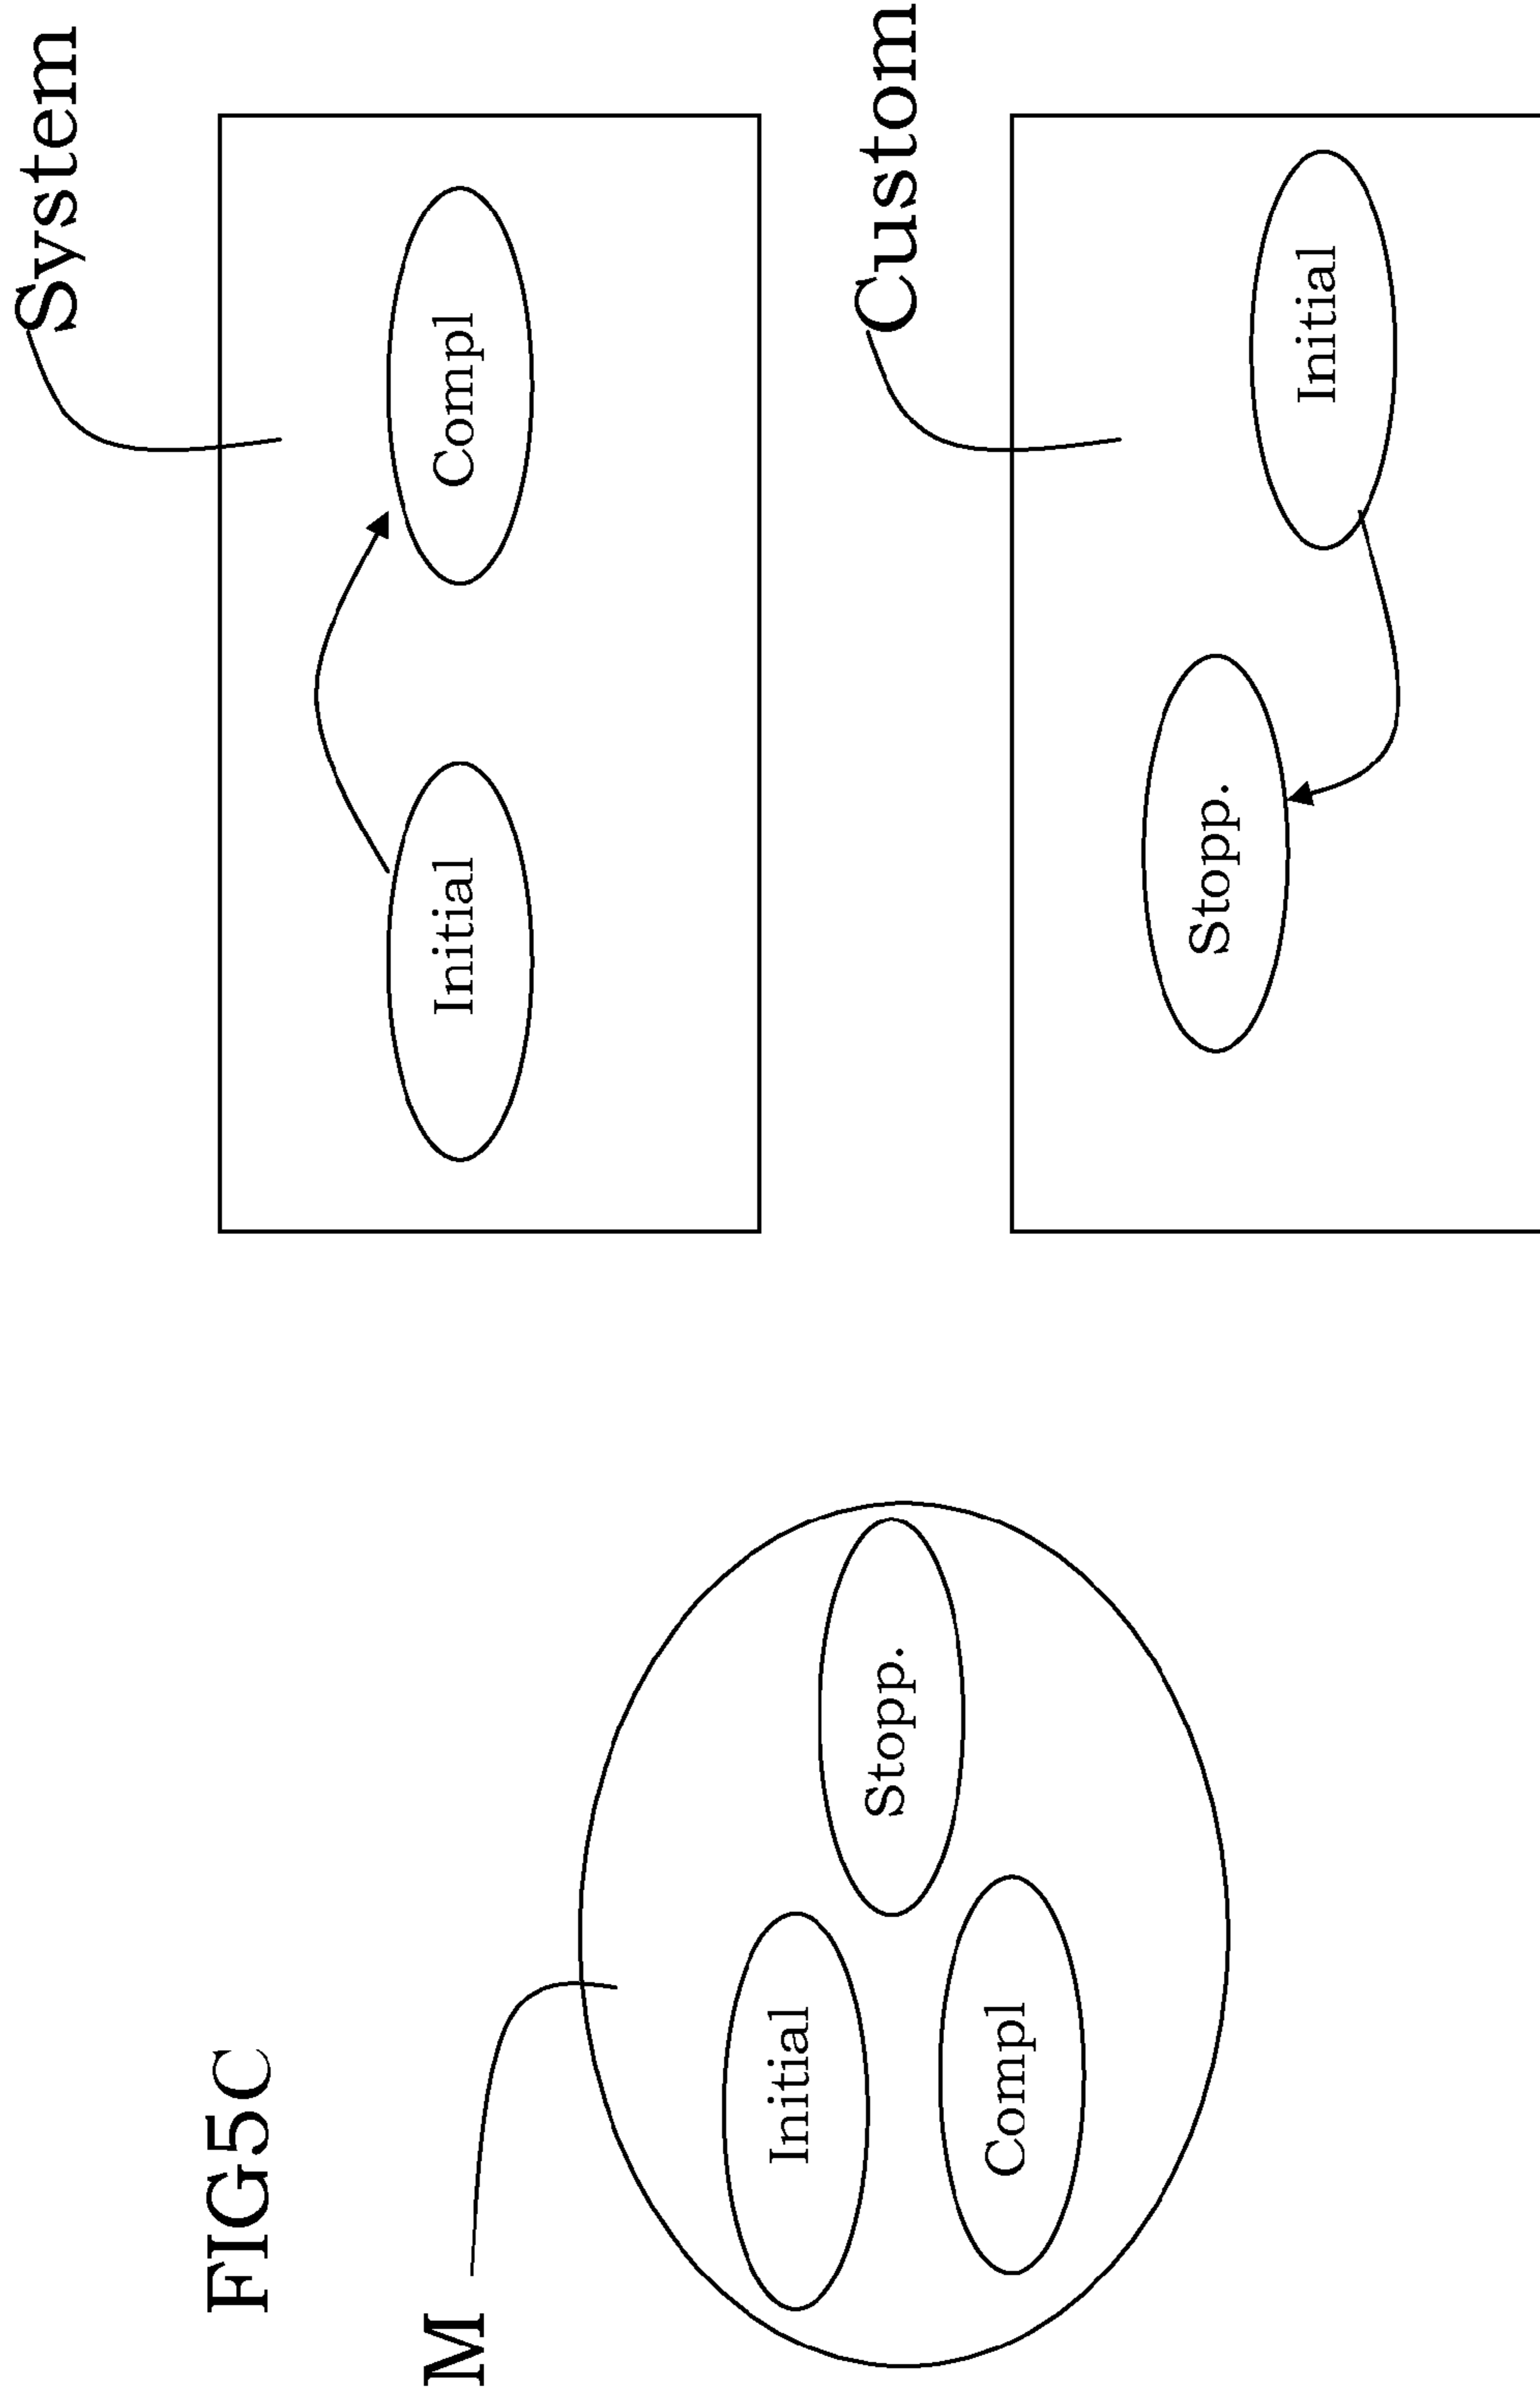 FIG5C
System
M
Initial
Compl
Initial
Stopp.
Compl
Custom
Stopp.
Initial